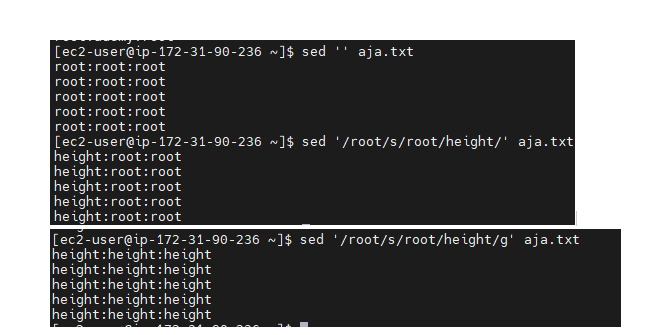 [ec2-user@ip-172-31-90-236 ~]$ sed '' aja.txt
root:root:root
root:root:root
root:root:root
root:root:root
root:root:root
[ec2-user@ip-172-31-90-236 ~]$ sed '/root/s/root/height/' aja.txt
height:root:root
height:root:root
height:root:root
height:root:root
height:root:root
[ec2-user@ip-172-31-90-236 ~]$ sed '/root/s/root/height/g' aja.txt
height:height:height
height:height:height
height:height:height
height:height:height
height:height:height